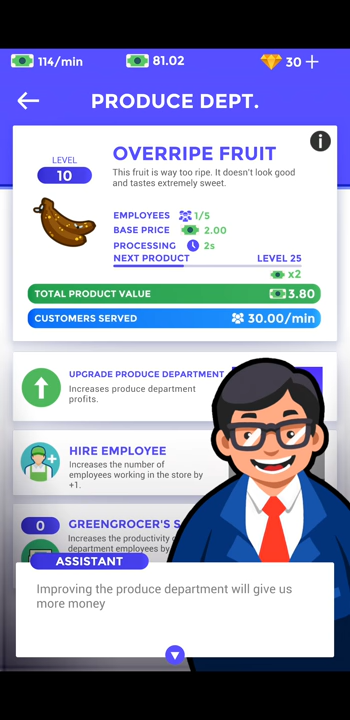 114/min
81.02
30 +
PRODUCE DEPT.
i
LEVEL
10
OVERRIPE FRUIT
This fruit is way too ripe. It doesn't look good
and tastes extremely sweet.
EMPLOYEES 1/5
BASE PRICE 2.00
PROCESSING 2s
NEXT PRODUCT LEVEL 25
x2
TOTAL PRODUCT VALUE 3.80
CUSTOMERS SERVED 30.00/min
UPGRADE PRODUCE DEPARTMENT
Increases produce department
profits.
HIRE EMPLOYEE
Increases the number of
employees working in the store by
+1.
0
GREENGROCER'S
Increases the productivity
department employees by
ASSISTANT
Improving the produce department will give us
more money